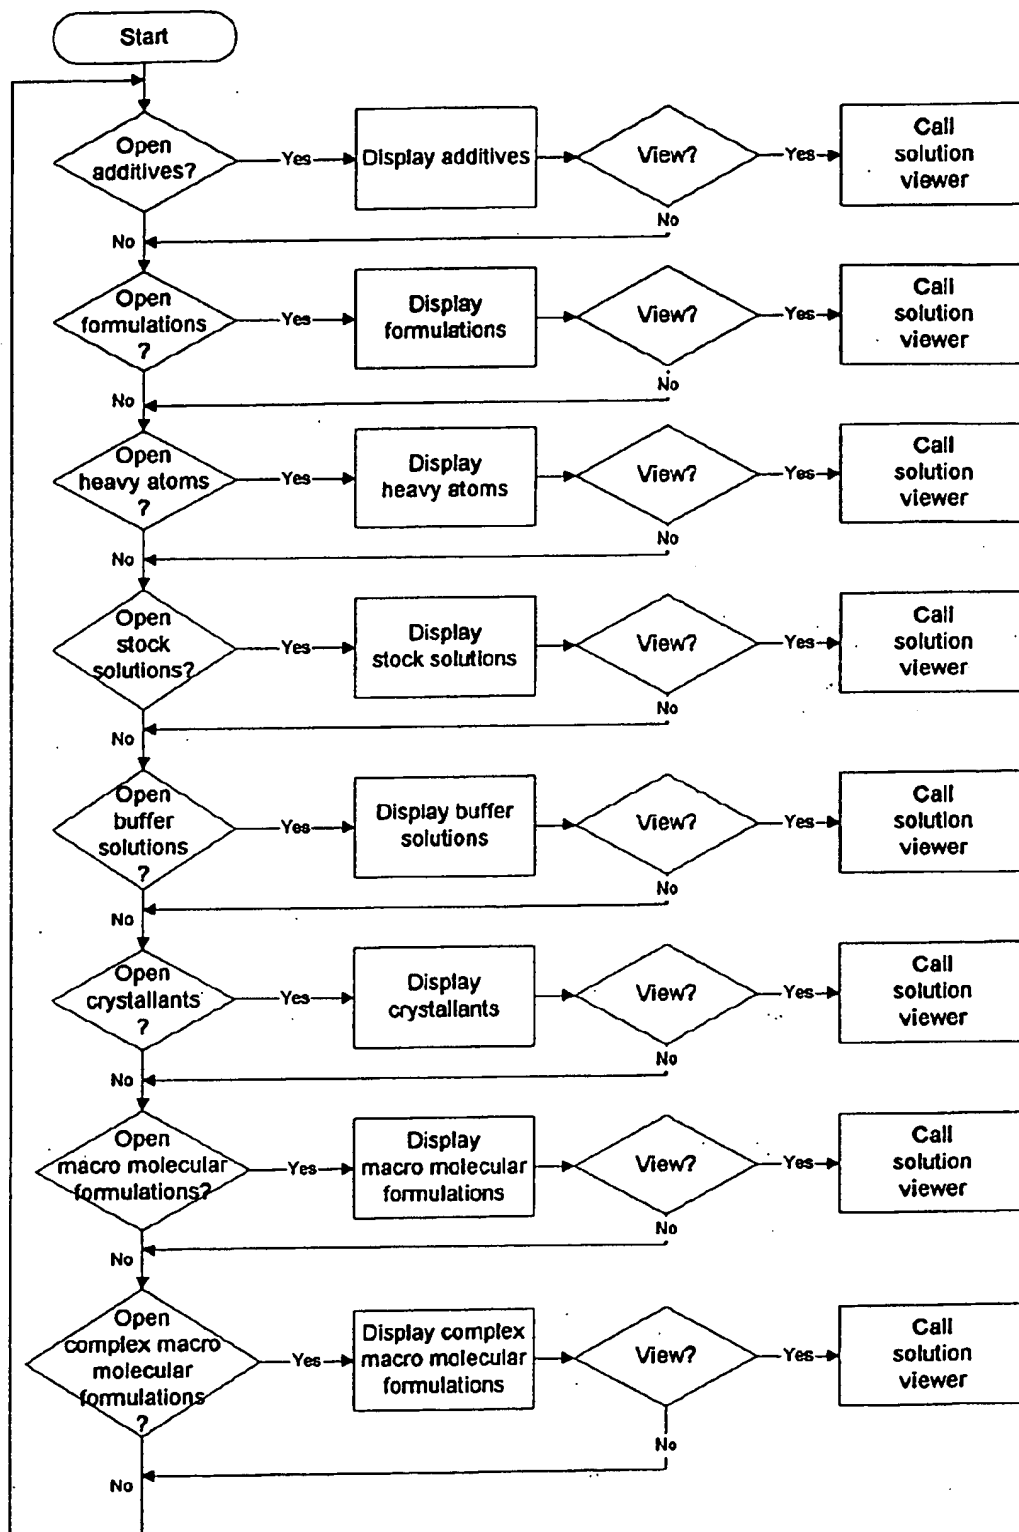 Start
Open
additives?
Yes
Display additives
View?
Yes
Call
solution
viewer
No
No
Open
formulations
?
Yes
Display
formulations
View?
Yes
Call
solution
viewer
No
No
Open
heavy atoms
?
Yes
Display
heavy atoms
View?
Yes
Call
solution
viewer
No
No
Open
stock
solutions?
Yes
Display
stock solutions
View?
Yes
Call
solution
viewer
No
No
Open
buffer
solutions
?
Yes
Display buffer
solutions
View?
Yes
Call
solution
viewer
No
No
Open
crystallants
?
Yes
Display
crystallants
View?
Yes
Call
solution
viewer
No
No
Open
macro molecular
formulations?
Yes
Display
macro molecular
formulations
View?
Yes
Call
solution
viewer
No
No
Open
complex macro
molecular
formulations
?
Yes
Display complex
macro molecular
formulations
View?
Yes
Call
solution
viewer
No
No